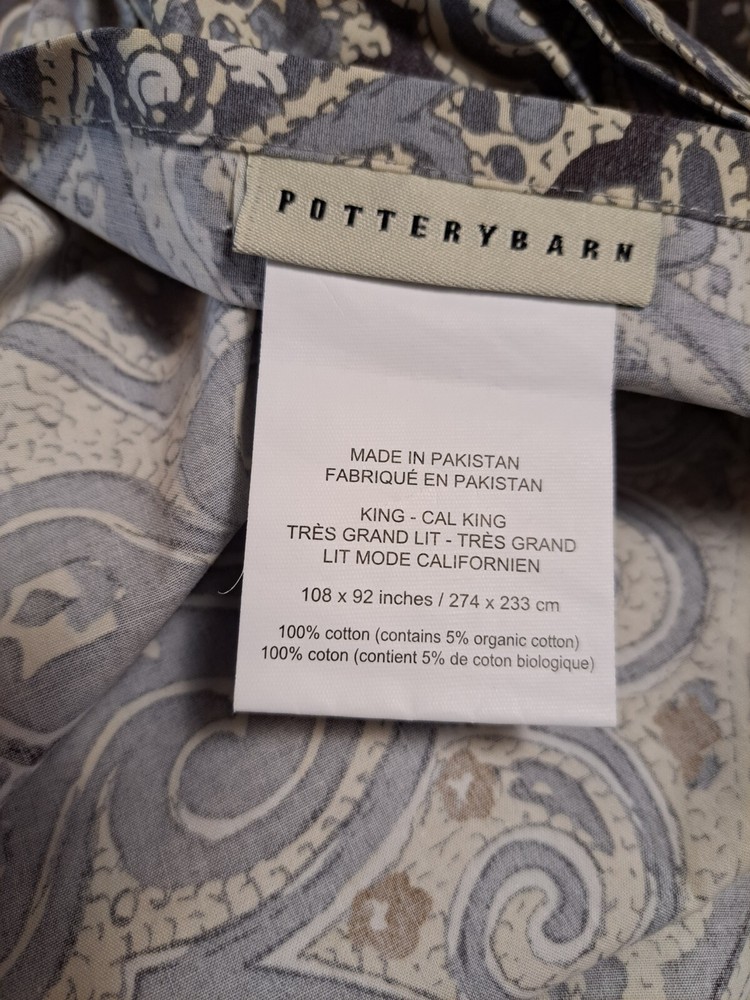 POTTERYBARN
MADE IN PAKISTAN
FABRIQUÉ EN PAKISTAN
KING - CAL KING
TRÈS GRAND LIT - TRÈS GRAND
LIT MODE CALIFORNIEN
108 x 92 inches / 274 x 233 cm
100% cotton (contains 5% organic cotton)
100% coton (contient 5% de coton biologique)